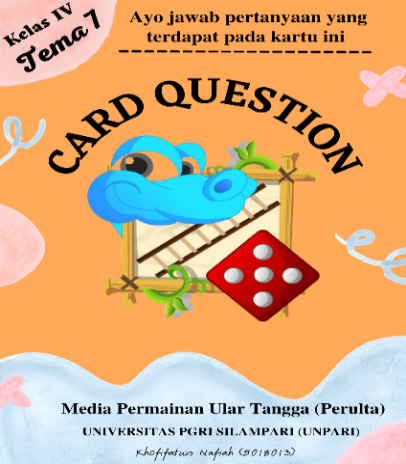 Kelas IV
Tema 7
Ayo jawab pertanyaan yang
terdapat pada kartu ini
CARD QUESTION
Media Permainan Ular Tangga (Perulta)
UNIVERSITAS PGRI SILAMPARI (UNPARI)
Khofifatun Nafiah (5018013)